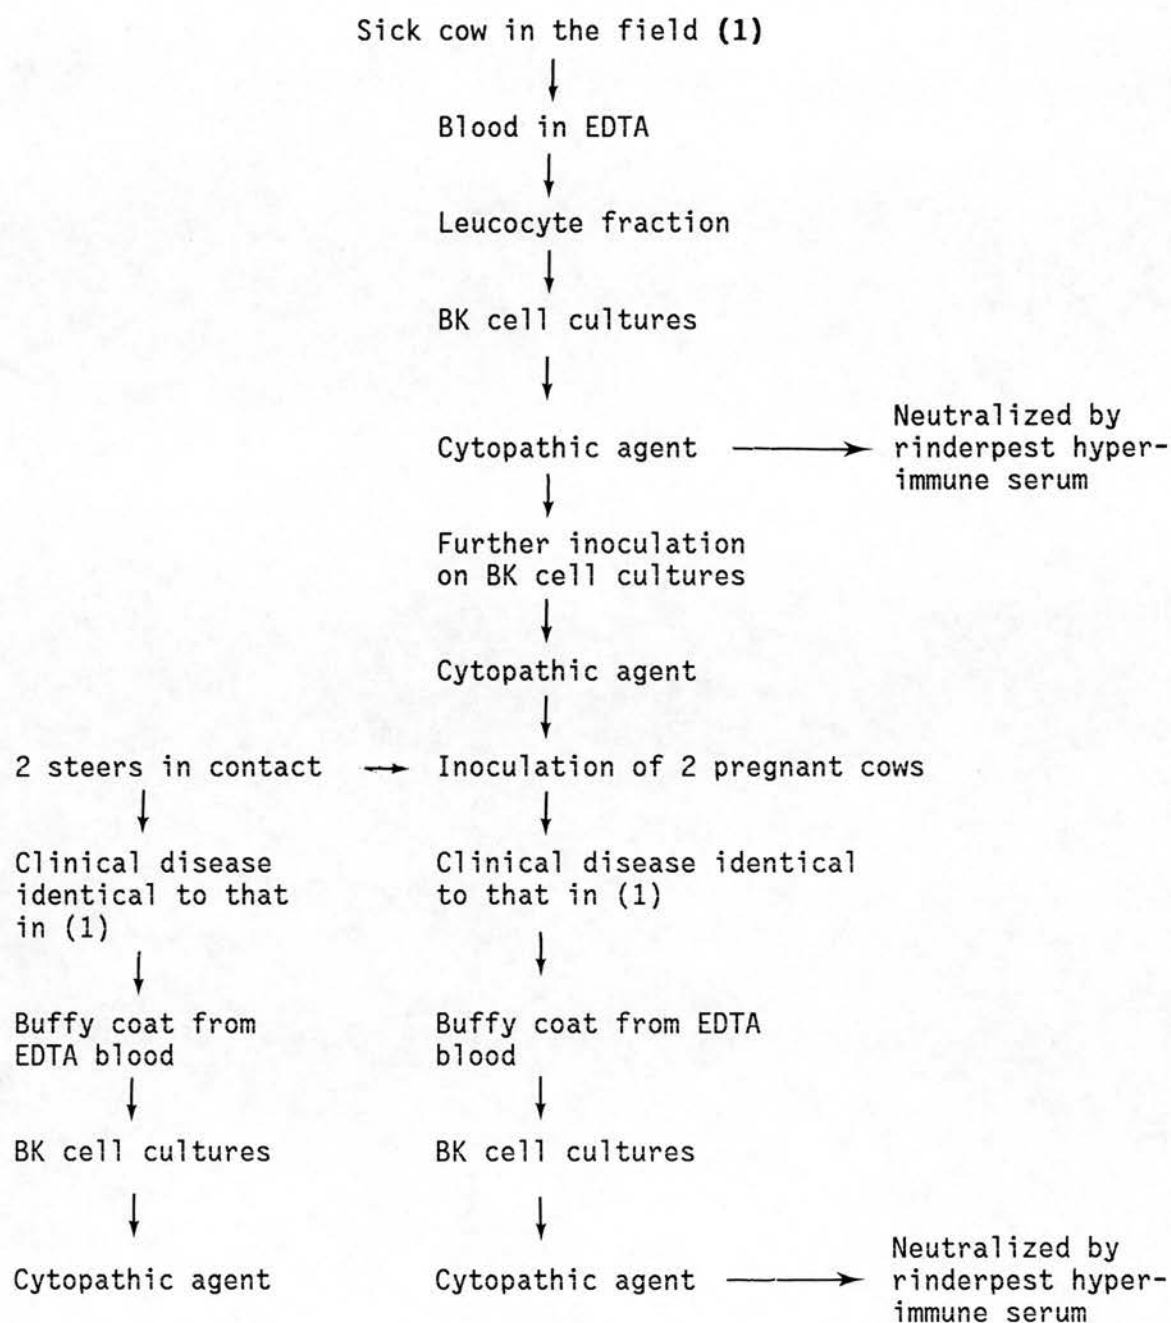 Sick cow in the field (1)
Blood in EDTA
Leucocyte fraction
BK cell cultures
Cytopathic agent
Neutralized by
rinderpest hyper-
immune serum
Further inoculation
on BK cell cultures
Cytopathic agent
2 steers in contact
Inoculation of 2 pregnant cows
Clinical disease
identical to that
in (1)
Clinical disease identical
to that in (1)
Buffy coat from
EDTA blood
Buffy coat from EDTA
blood
BK cell cultures
BK cell cultures
Cytopathic agent
Cytopathic agent
Neutralized by
rinderpest hyper-
immune serum